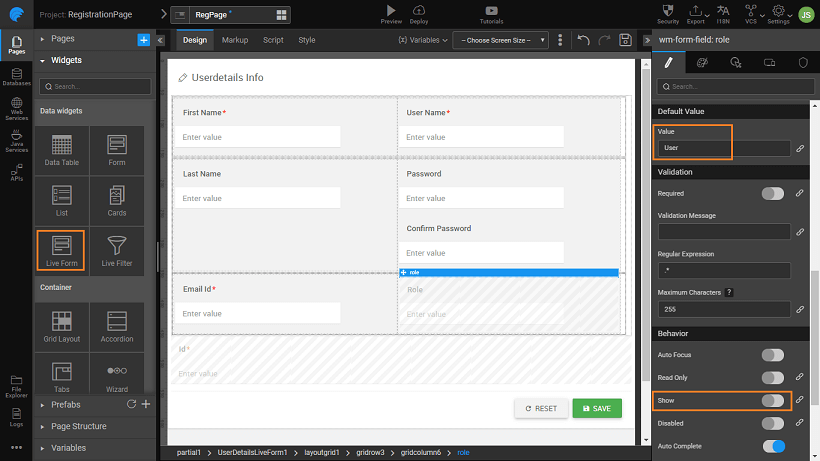 Project: RegistrationPage
RegPage *
Preview
Deploy
Tutorials
Security
Export
I18N
VCS
Settings
JS
Pages
Databases
Web
Services
Java
Services
APIs
File
Explorer
Logs
Pages
Widgets
Search...
Data widgets
Data Table
Form
List
Cards
Live Form
Live Filter
Container
Grid Layout
Accordion
Tabs
Wizard
Prefabs
Page Structure
Variables
Design
Markup
Script
Style
(x) Variables
-- Choose Screen Size --
Userdetails Info
First Name*
Enter value
User Name*
Enter value
Last Name
Enter value
Password
Enter value
Confirm Password
Enter value
role
Email Id*
Enter value
Role
Enter value
Id *
Enter value
RESET
SAVE
partial1 > UserDetailsLiveForm1 > layoutgrid1 > gridrow3 > gridcolumn6 > role
wm-form-field: role
Search...
Default Value
Value
User
Validation
Required
Validation Message
Regular Expression
.*
Maximum Characters ?
255
Behavior
Auto Focus
Read Only
Show
Disabled
Auto Complete